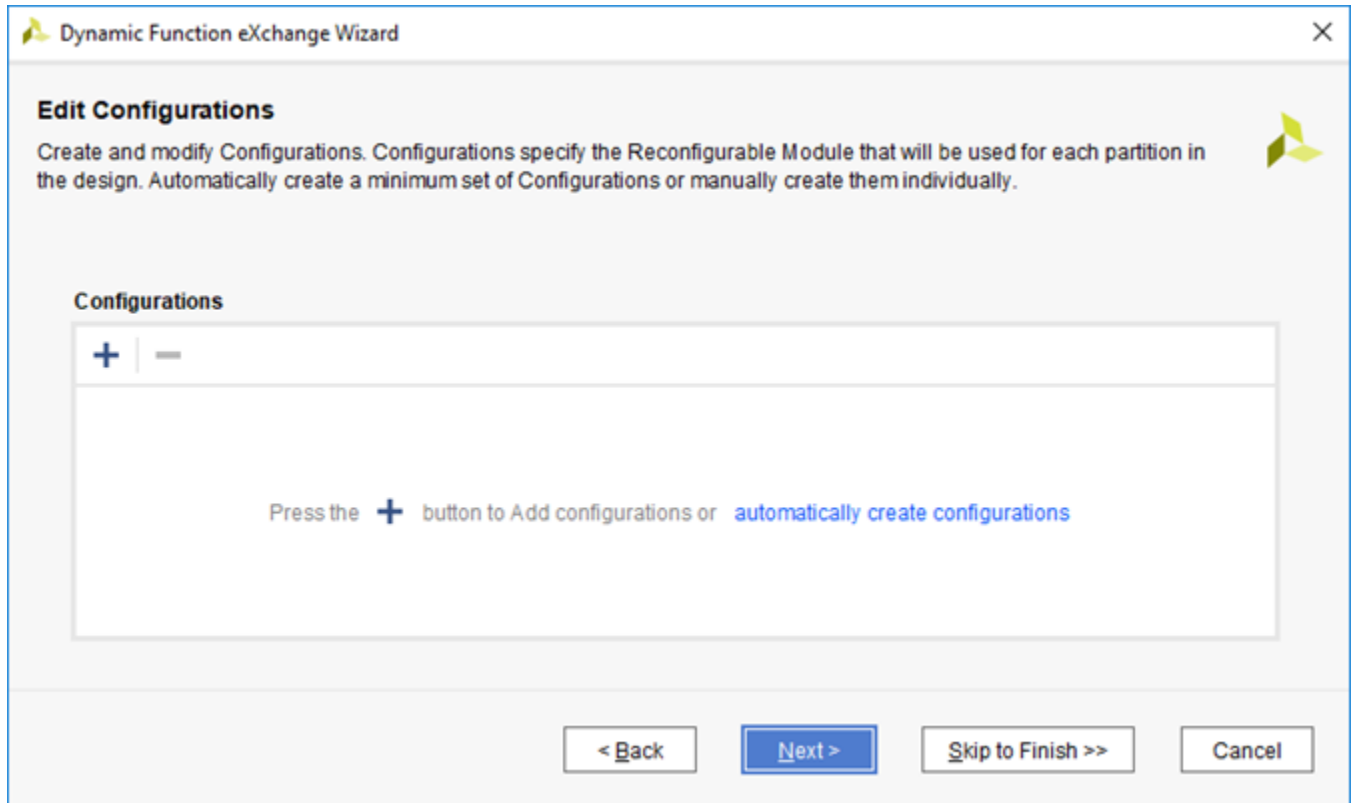 Dynamic Function eXchange Wizard
Edit Configurations
Create and modify Configurations. Configurations specify the Reconfigurable Module that will be used for each partition in
the design. Automatically create a minimum set of Configurations or manually create them individually.
Configurations
Press the + button to Add configurations or automatically create configurations
< Back Next > Skip to Finish >> Cancel